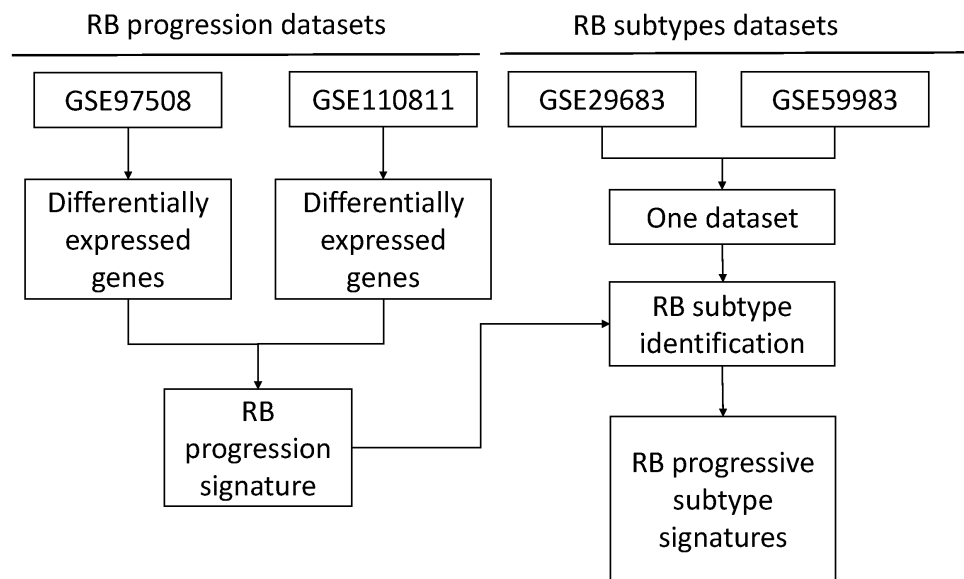 RB progression datasets
RB subtypes datasets
GSE97508
GSE110811
GSE29683
GSE59983
Differentially
expressed
genes
Differentially
expressed
genes
One dataset
RB subtype
identification
RB
progression
signature
RB progressive
subtype
signatures